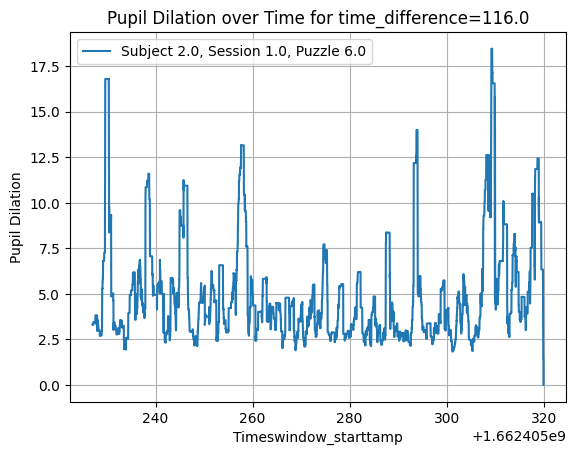 Pupil Dilation over Time for time_difference=116.0
Subject 2.0, Session 1.0, Puzzle 6.0
Pupil Dilation
17.5
15.0
12.5
10.0
7.5
5.0
2.5
0.0
240 260 280 300 320
Timeswindow_starttamp
+1.662405e9